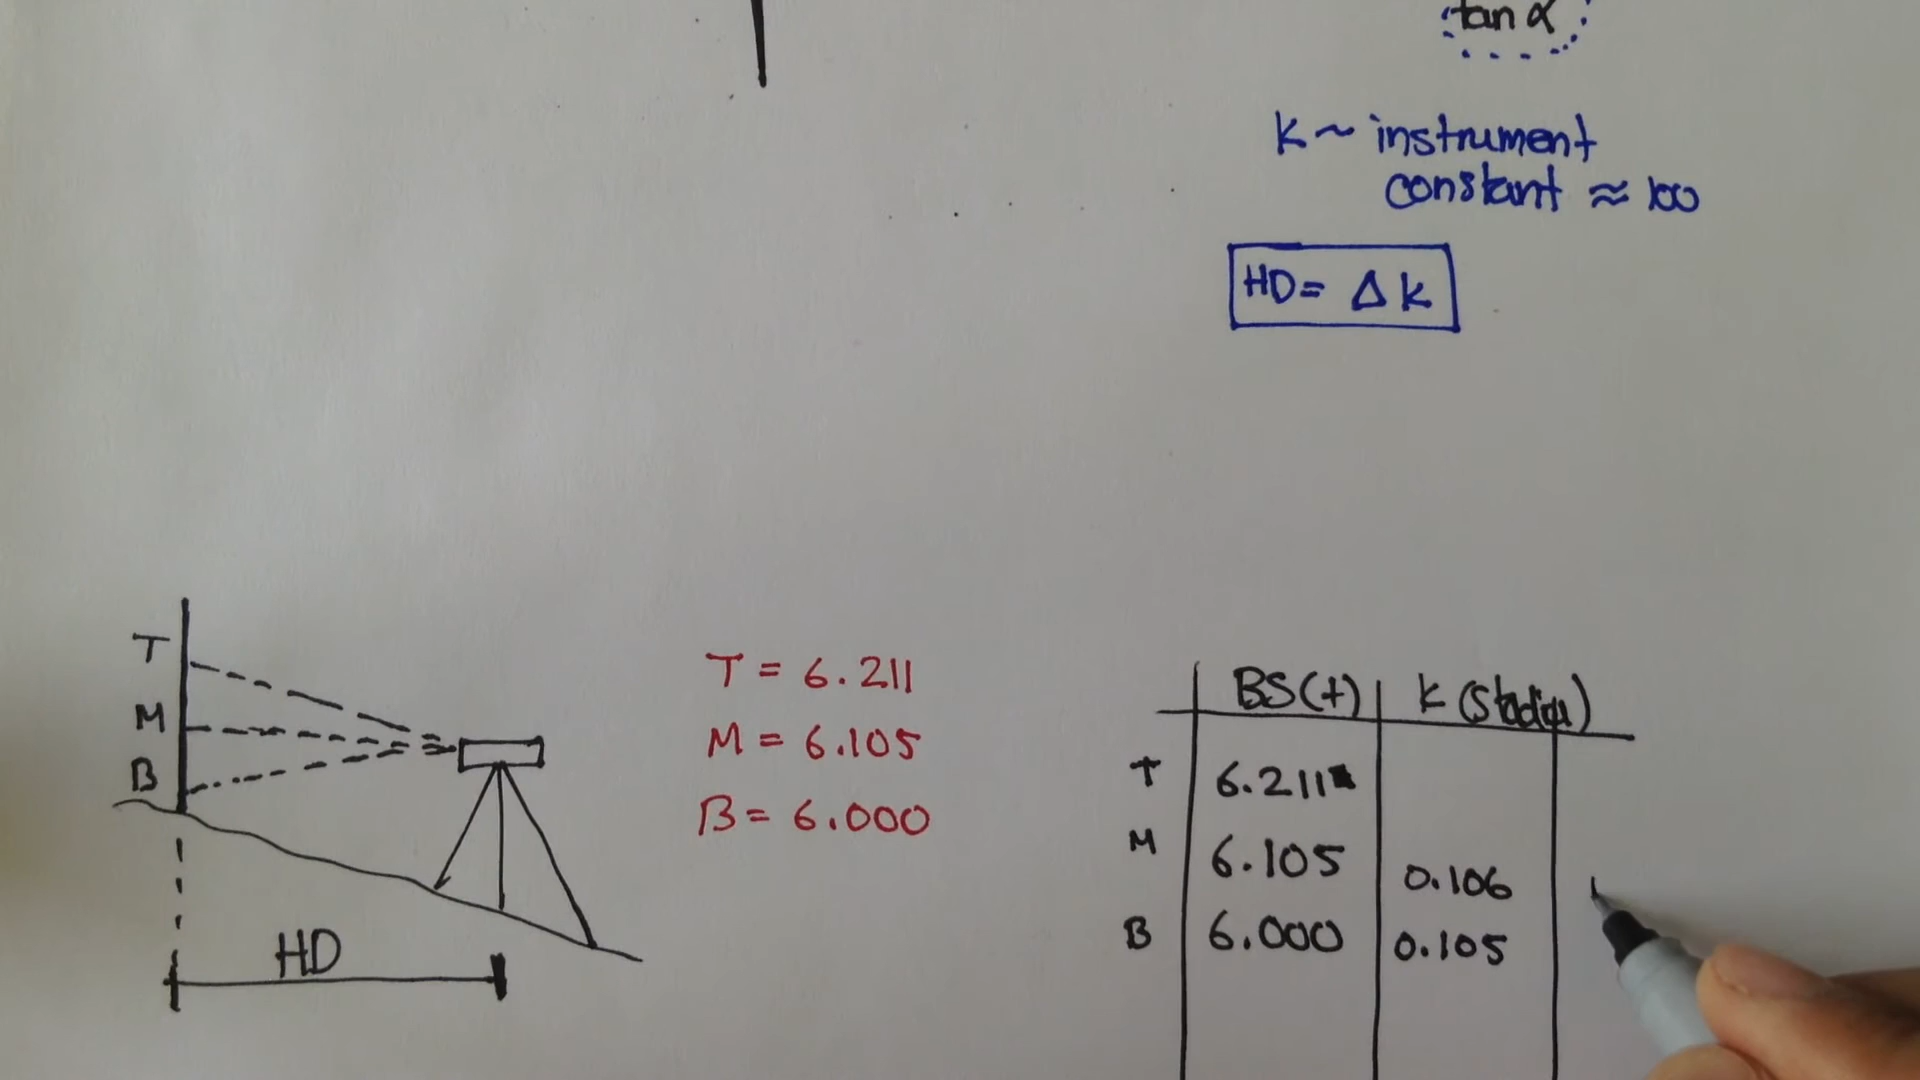 tan α
K ~ instrument
constant ≈ 100
HD = Δ K
T
M
B
HD
T = 6.211
M = 6.105
B = 6.000
BS(+) K (Stadia)
T 6.211
M 6.105 0.106
B 6.000 0.105